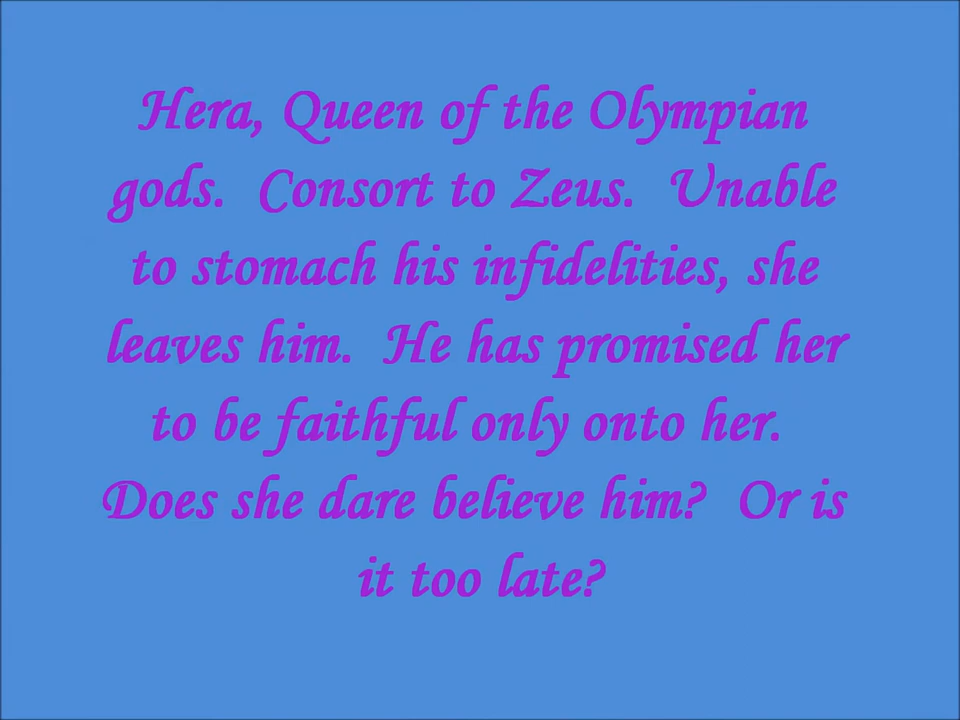 Hera, Queen of the Olympian
gods.  Consort to Zeus.  Unable
to stomach his infidelities, she
leaves him.  He has promised her
to be faithful only onto her.
Does she dare believe him?  Or is
it too late?